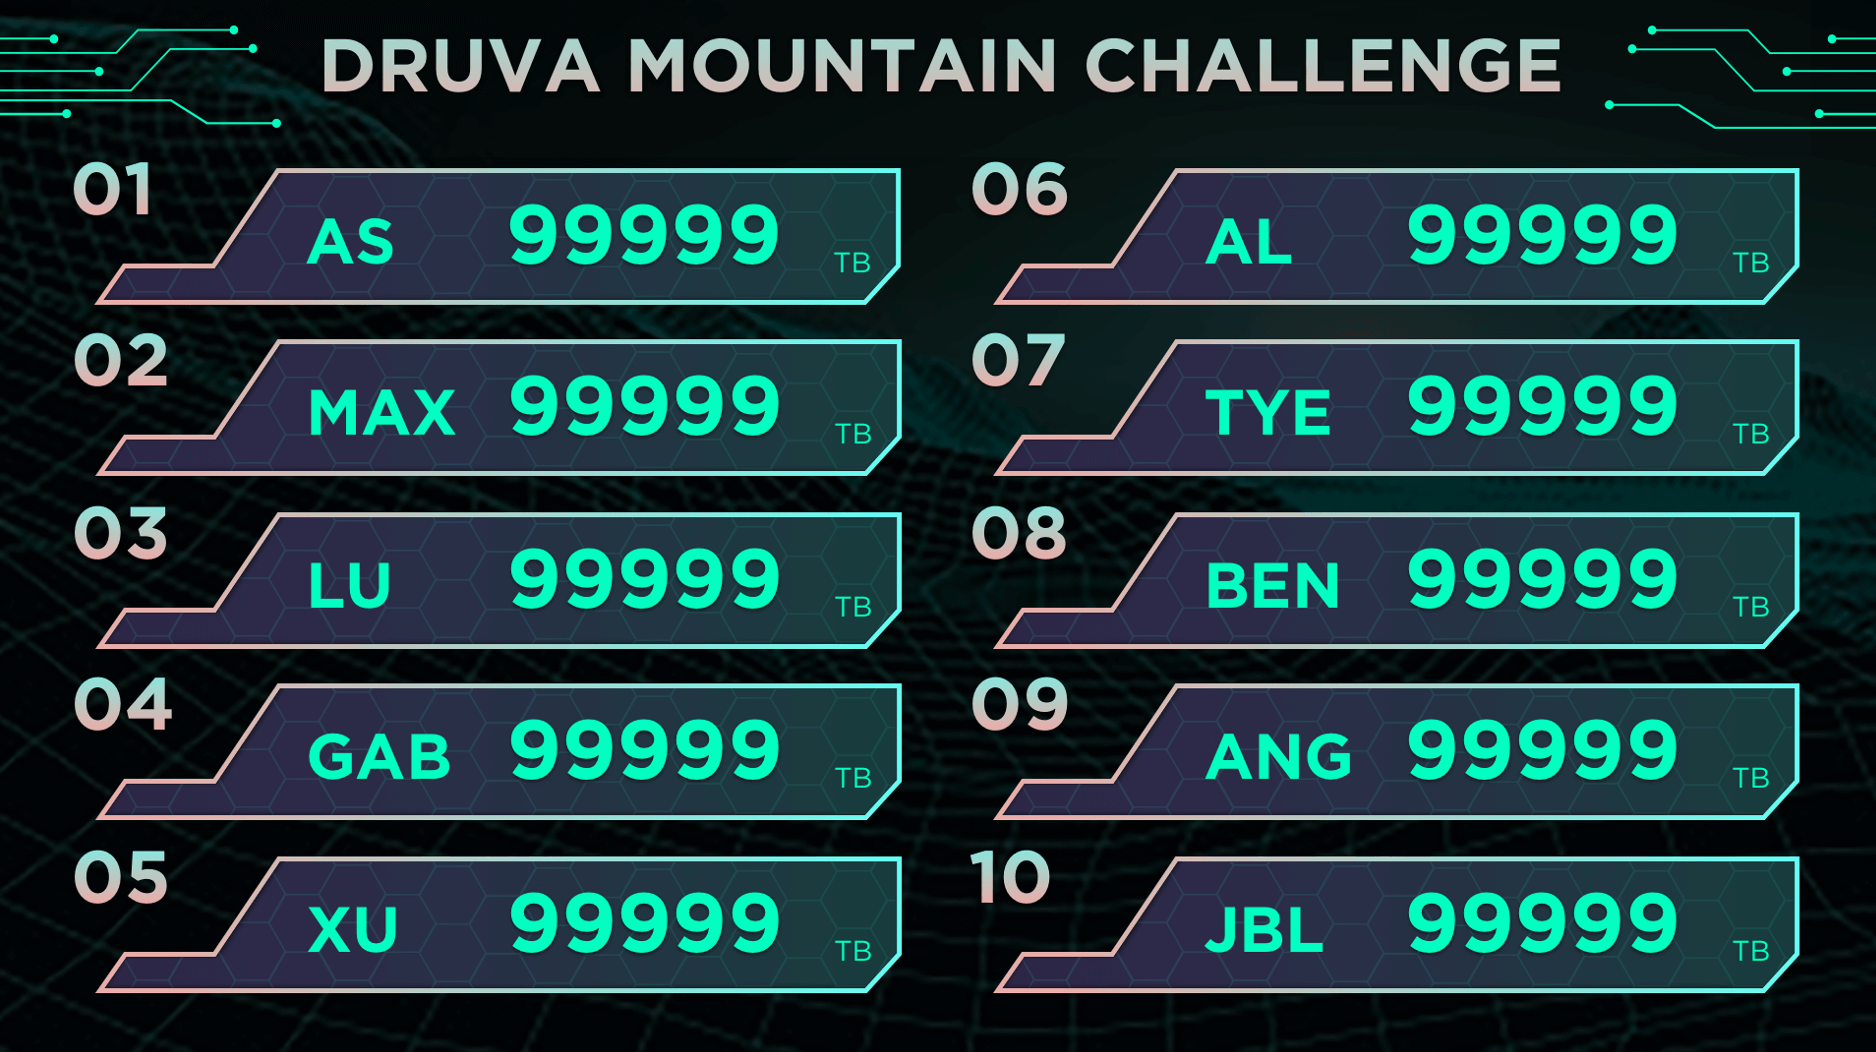 DRUVA MOUNTAIN CHALLENGE
01
AS 99999 TB
02
MAX 99999 TB
03
LU 99999 TB
04
GAB 99999 TB
05
XU 99999 TB
06
AL 99999 TB
07
TYE 99999 TB
08
BEN 99999 TB
09
ANG 99999 TB
10
JBL 99999 TB